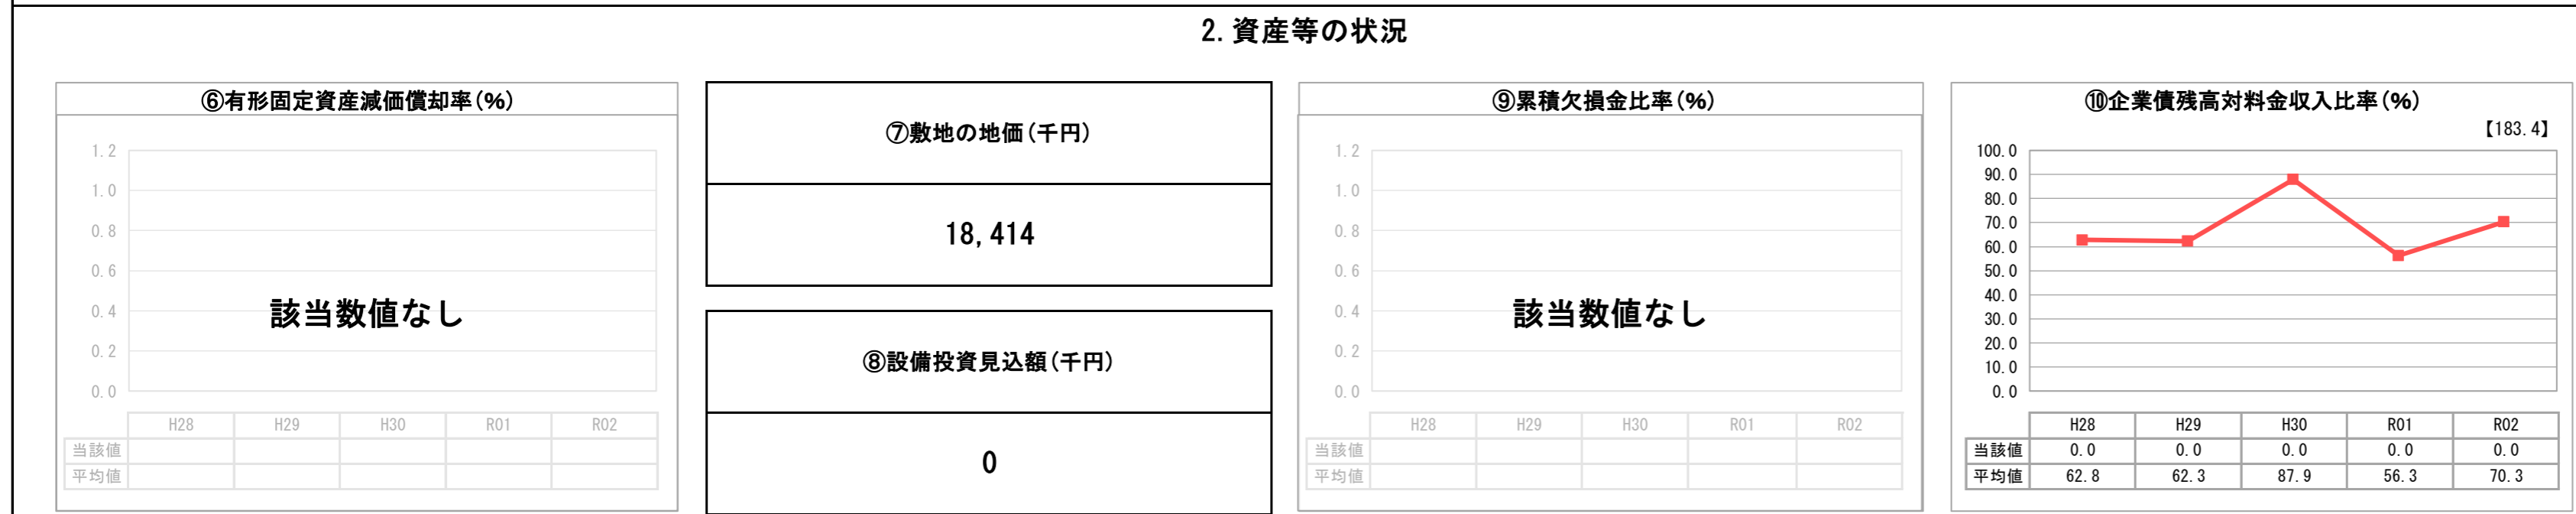 2.資産等の状況
⑥有形固定資産減価償却率(%)
1.2
1.0
0.8
0.6
0.4
0.2
0.0
該当数値なし
H28 H29 H30 R01 R02
当該値
平均値
⑦敷地の地価(千円)
18,414
⑧設備投資見込額(千円)
0
⑨累積欠損金比率(%)
1.2
1.0
0.8
0.6
0.4
0.2
0.0
該当数値なし
H28 H29 H30 R01 R02
当該値
平均値
⑩企業債残高対料金収入比率(%)
【183.4】
100.0
90.0
80.0
70.0
60.0
50.0
40.0
30.0
20.0
10.0
0.0
H28 H29 H30 R01 R02
当該値 0.0 0.0 0.0 0.0 0.0
平均値 62.8 62.3 87.9 56.3 70.3